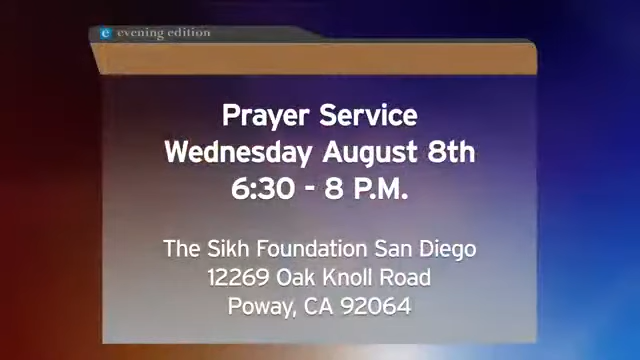 e evening edition
Prayer Service
Wednesday August 8th
6:30 - 8 P.M.
The Sikh Foundation San Diego
12269 Oak Knoll Road
Poway, CA 92064